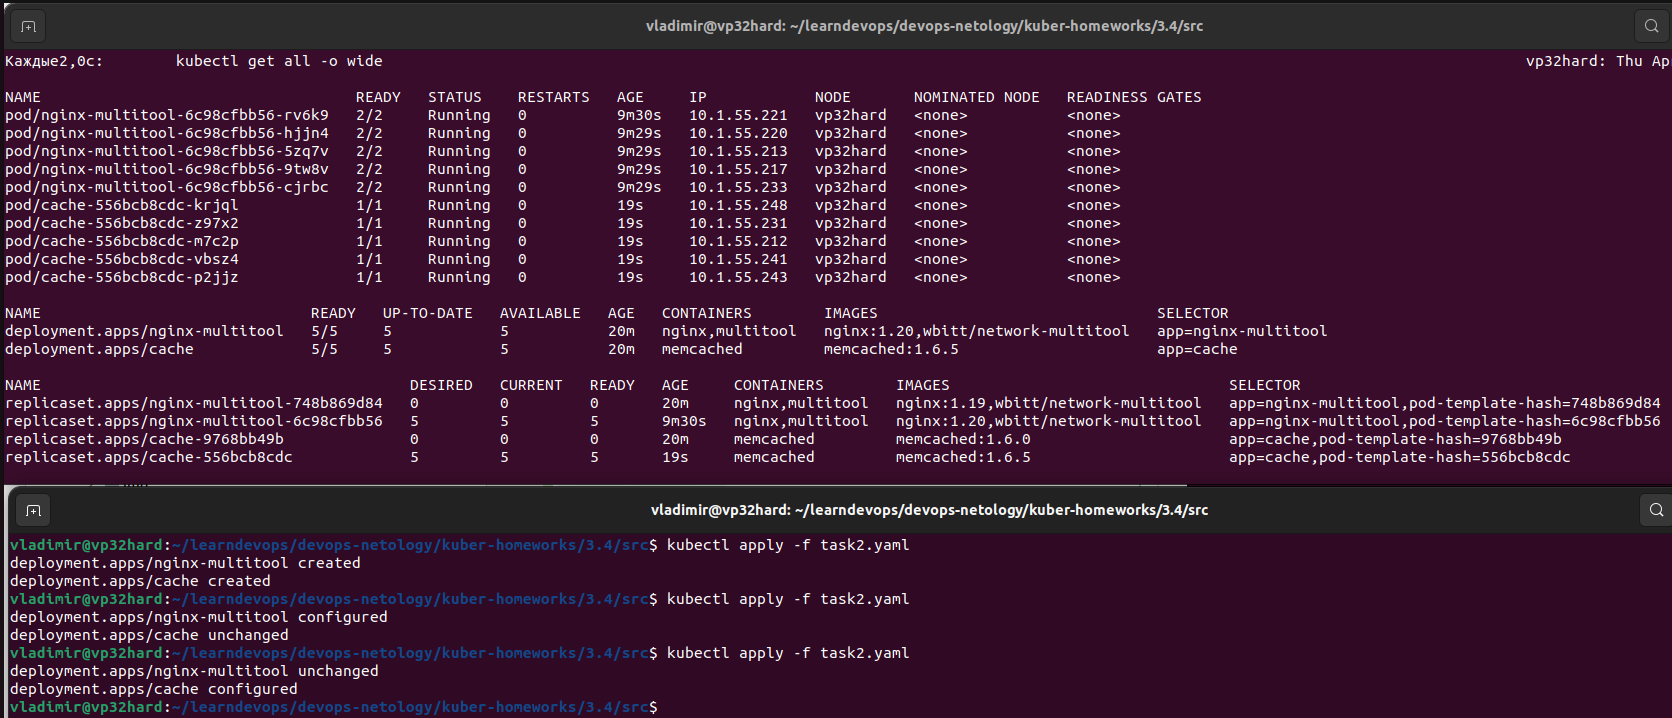 vladimir@vp32hard: ~/learndevops/devops-netology/kuber-homeworks/3.4/src
Каждые2,0с:        kubectl get all -o wide        vp32hard: Thu Ap
NAME READY STATUS RESTARTS AGE IP NODE NOMINATED NODE READINESS GATES
pod/nginx-multitool-6c98cfbb56-rv6k9 2/2 Running 0 9m30s 10.1.55.221 vp32hard <none> <none>
pod/nginx-multitool-6c98cfbb56-hjjn4 2/2 Running 0 9m29s 10.1.55.220 vp32hard <none> <none>
pod/nginx-multitool-6c98cfbb56-5zq7v 2/2 Running 0 9m29s 10.1.55.213 vp32hard <none> <none>
pod/nginx-multitool-6c98cfbb56-9tw8v 2/2 Running 0 9m29s 10.1.55.217 vp32hard <none> <none>
pod/nginx-multitool-6c98cfbb56-cjrbc 2/2 Running 0 9m29s 10.1.55.233 vp32hard <none> <none>
pod/cache-556bcb8cdc-krjql 1/1 Running 0 19s 10.1.55.248 vp32hard <none> <none>
pod/cache-556bcb8cdc-z97x2 1/1 Running 0 19s 10.1.55.231 vp32hard <none> <none>
pod/cache-556bcb8cdc-m7c2p 1/1 Running 0 19s 10.1.55.212 vp32hard <none> <none>
pod/cache-556bcb8cdc-vbsz4 1/1 Running 0 19s 10.1.55.241 vp32hard <none> <none>
pod/cache-556bcb8cdc-p2jjz 1/1 Running 0 19s 10.1.55.243 vp32hard <none> <none>
NAME READY UP-TO-DATE AVAILABLE AGE CONTAINERS IMAGES SELECTOR
deployment.apps/nginx-multitool 5/5 5 5 20m nginx,multitool nginx:1.20,wbitt/network-multitool app=nginx-multitool
deployment.apps/cache 5/5 5 5 20m memcached memcached:1.6.5 app=cache
NAME DESIRED CURRENT READY AGE CONTAINERS IMAGES SELECTOR
replicaset.apps/nginx-multitool-748b869d84 0 0 0 20m nginx,multitool nginx:1.19,wbitt/network-multitool app=nginx-multitool,pod-template-hash=748b869d84
replicaset.apps/nginx-multitool-6c98cfbb56 5 5 5 9m30s nginx,multitool nginx:1.20,wbitt/network-multitool app=nginx-multitool,pod-template-hash=6c98cfbb56
replicaset.apps/cache-9768bb49b 0 0 0 20m memcached memcached:1.6.0 app=cache,pod-template-hash=9768bb49b
replicaset.apps/cache-556bcb8cdc 5 5 5 19s memcached memcached:1.6.5 app=cache,pod-template-hash=556bcb8cdc
vladimir@vp32hard: ~/learndevops/devops-netology/kuber-homeworks/3.4/src
vladimir@vp32hard:~/learndevops/devops-netology/kuber-homeworks/3.4/src$ kubectl apply -f task2.yaml
deployment.apps/nginx-multitool created
deployment.apps/cache created
vladimir@vp32hard:~/learndevops/devops-netology/kuber-homeworks/3.4/src$ kubectl apply -f task2.yaml
deployment.apps/nginx-multitool configured
deployment.apps/cache unchanged
vladimir@vp32hard:~/learndevops/devops-netology/kuber-homeworks/3.4/src$ kubectl apply -f task2.yaml
deployment.apps/nginx-multitool unchanged
deployment.apps/cache configured
vladimir@vp32hard:~/learndevops/devops-netology/kuber-homeworks/3.4/src$